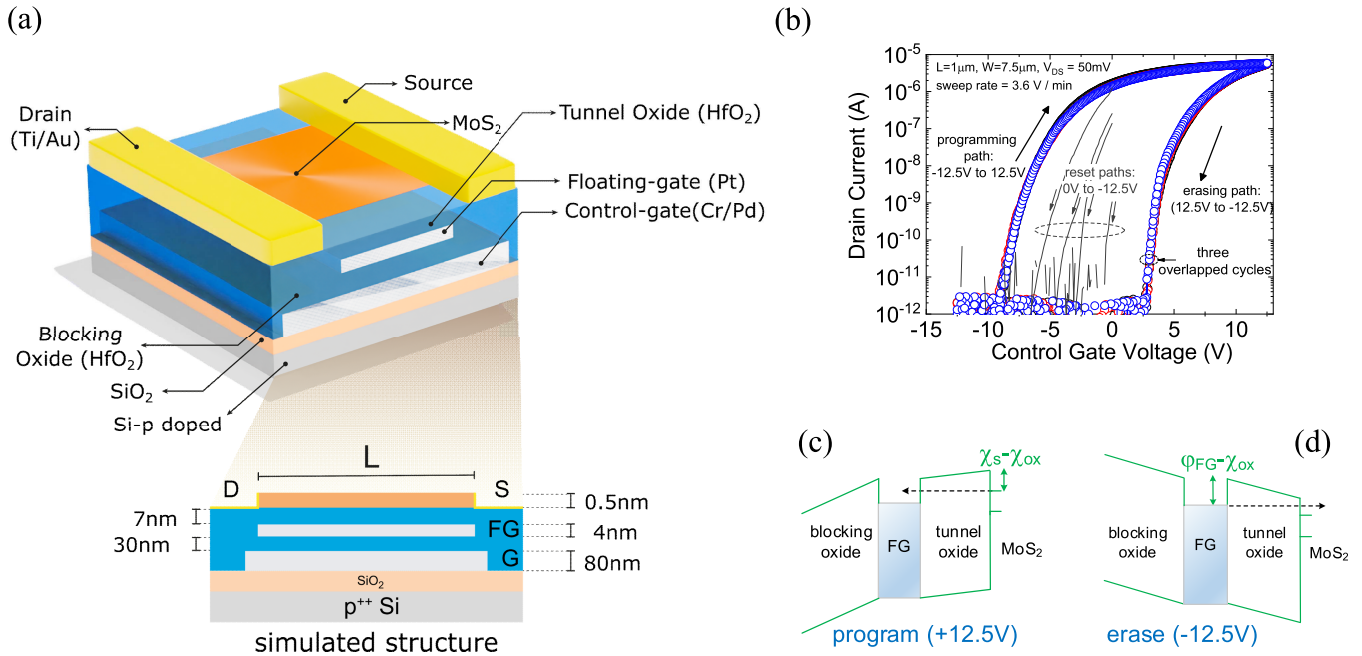 (a)
Source
Drain
(Ti/Au)
Tunnel Oxide (HfO₂)
MoS₂
Floating-gate (Pt)
Control-gate(Cr/Pd)
Blocking
Oxide (HfO₂)
SiO₂
Si-p doped
L
D
S
0.5nm
7nm
FG
4nm
30nm
G
80nm
SiO₂
p⁺⁺ Si
simulated structure
(b)
Drain Current (A)
10⁻⁵
10⁻⁶
10⁻⁷
10⁻⁸
10⁻⁹
10⁻¹⁰
10⁻¹¹
10⁻¹²
L=1μm, W=7.5μm, V_DS = 50mV
sweep rate = 3.6 V / min
programming
path:
-12.5V to 12.5V
reset paths:
0V to -12.5V
erasing path:
(12.5V to -12.5V)
three
overlapped cycles
-15
-10
-5
0
5
10
Control Gate Voltage (V)
(c)
χs-χox
blocking
oxide
FG
tunnel
oxide
MoS₂
program (+12.5V)
(d)
φFG-χox
blocking
oxide
FG
tunnel
oxide
MoS₂
erase (-12.5V)